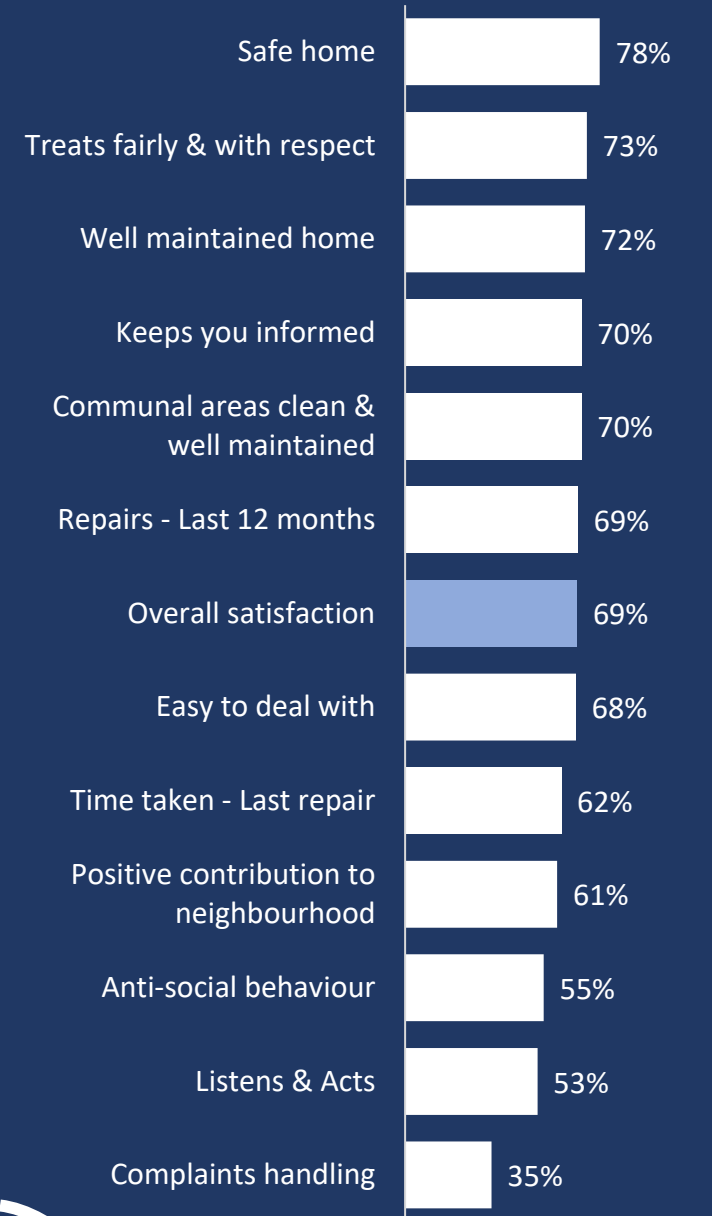 Safe home 78%
Treats fairly & with respect 73%
Well maintained home 72%
Keeps you informed 70%
Communal areas clean &
well maintained 70%
Repairs - Last 12 months 69%
Overall satisfaction 69%
Easy to deal with 68%
Time taken - Last repair 62%
Positive contribution to
neighbourhood 61%
Anti-social behaviour 55%
Listens & Acts 53%
Complaints handling 35%